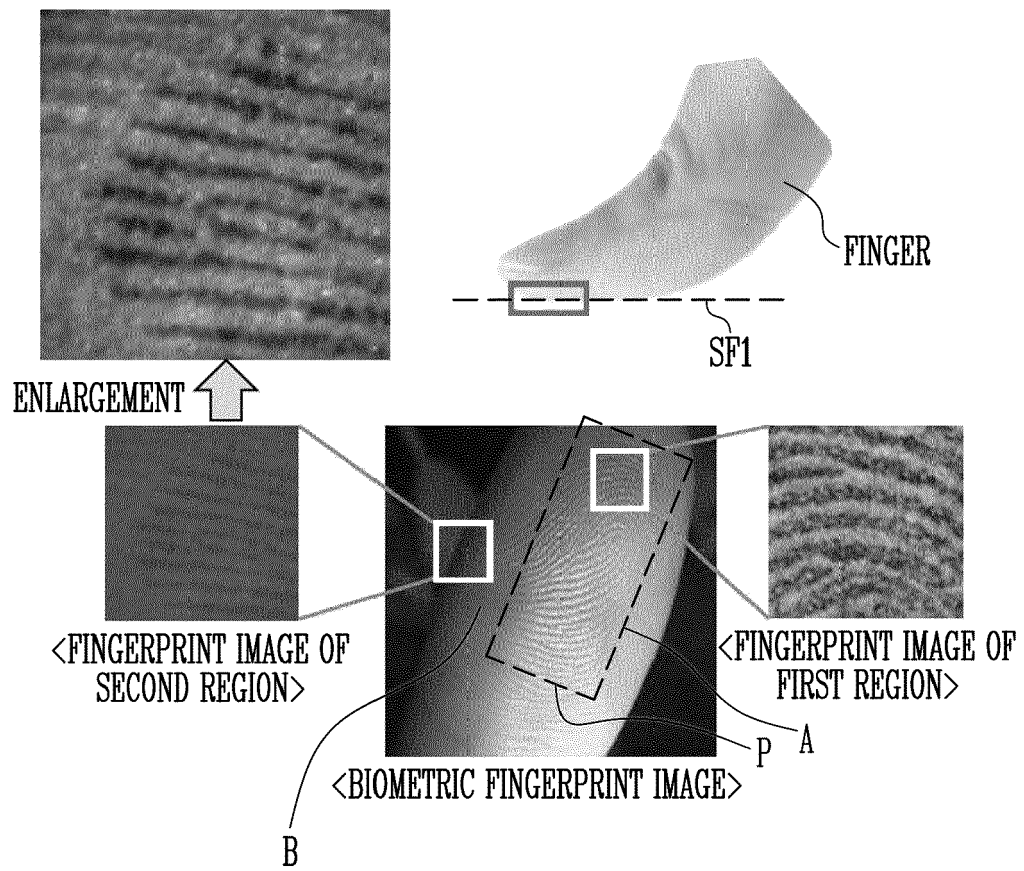 FINGER
SF1
ENLARGEMENT
<FINGERPRINT IMAGE OF
SECOND REGION>
<FINGERPRINT IMAGE OF
FIRST REGION>
A
P
<BIOMETRIC FINGERPRINT IMAGE>
B